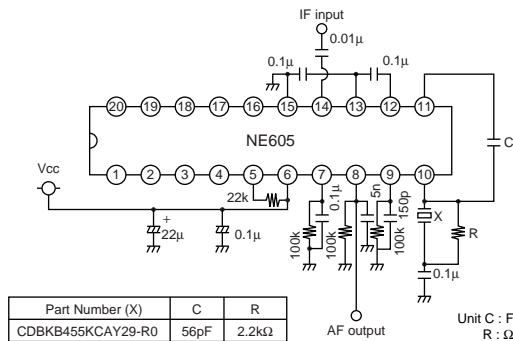 IF input
0.01μ
0.1μ
0.1μ
20 19 18 17 16 15 14 13 12 11
NE605
C
Vcc
1 2 3 4 5 6 7 8 9 10
22k
+
22μ
0.1μ
100k
0.1μ
100k
5n
100k
150p
X
R
0.1μ
AF output
Part Number (X) C R
CDBKB455KCAY29-R0 56pF 2.2kΩ
Unit C : F
R : Ω